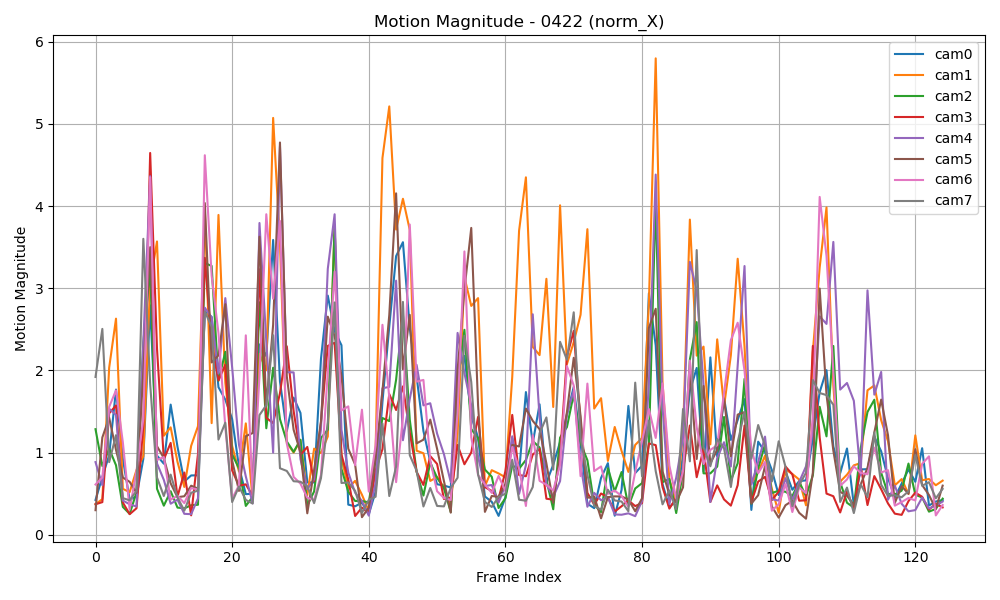 Motion Magnitude - 0422 (norm_X)
Motion Magnitude
6
5
4
3
2
1
0
0 20 40 60 80 100 120
Frame Index
cam0
cam1
cam2
cam3
cam4
cam5
cam6
cam7